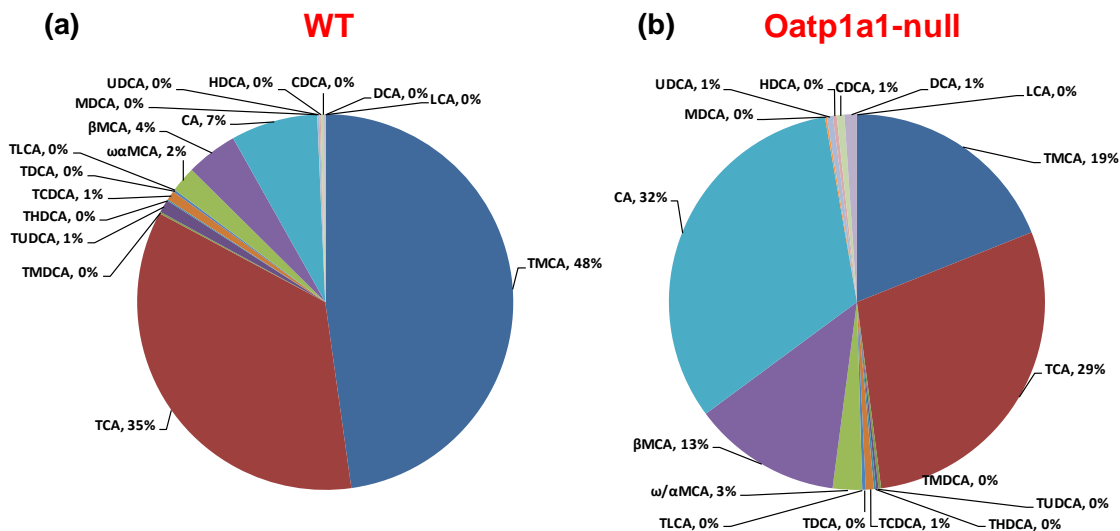 (a)
WT
UDCA, 0%
HDCA, 0%
CDCA, 0%
DCA, 0%
LCA, 0%
MDCA, 0%
CA, 7%
βMCA, 4%
ωαMCA, 2%
TLCA, 0%
TDCA, 0%
TCDCA, 1%
THDCA, 0%
TUDCA, 1%
TMDCA, 0%
TMCA, 48%
TCA, 35%
(b)
Oatp1a1-null
UDCA, 1%
HDCA, 0%
CDCA, 1%
DCA, 1%
LCA, 0%
MDCA, 0%
TMCA, 19%
CA, 32%
TCA, 29%
βMCA, 13%
ω/αMCA, 3%
TLCA, 0%
TDCA, 0%
TCDCA, 1%
THDCA, 0%
TUDCA, 0%
TMDCA, 0%